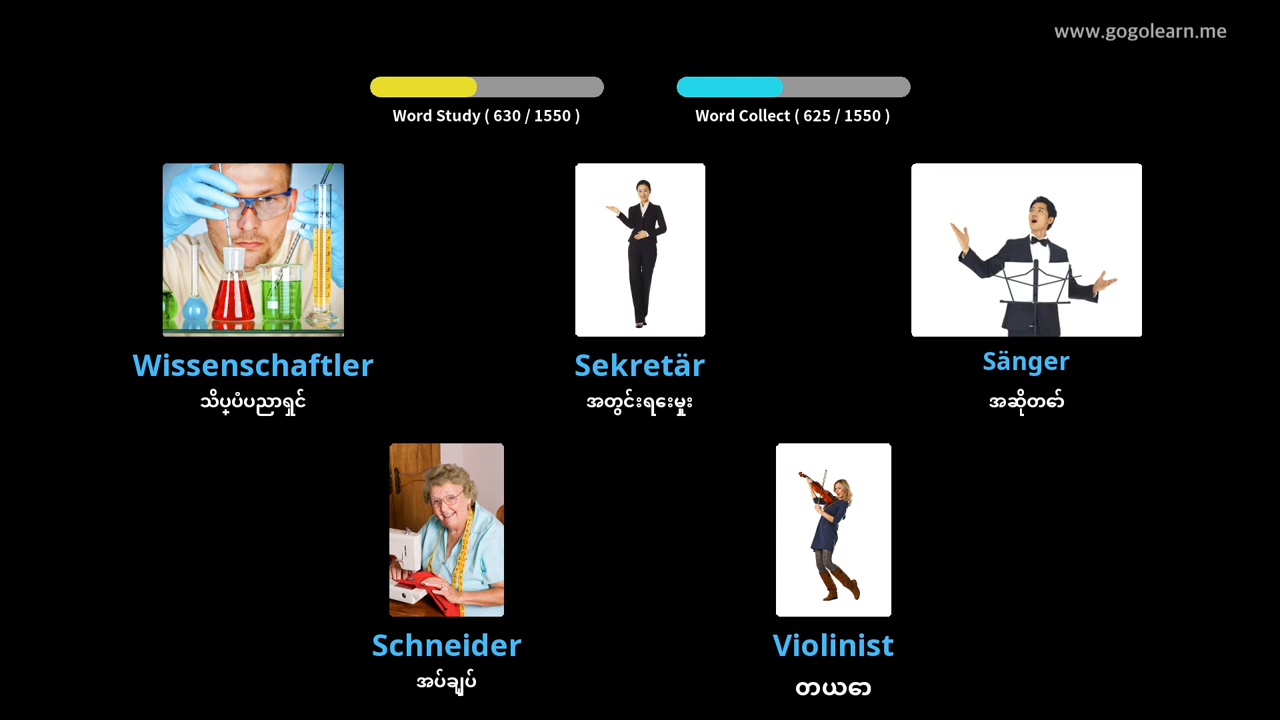 www.gogolearn.me
Word Study ( 630 / 1550 )
Word Collect ( 625 / 1550 )
Wissenschaftler
သိပ္ပံပညာရှင်
Sekretär
အတွင်းရေးမှူး
Sänger
အဆိုတော်
Schneider
အပ်ချုပ်
Violinist
တယော